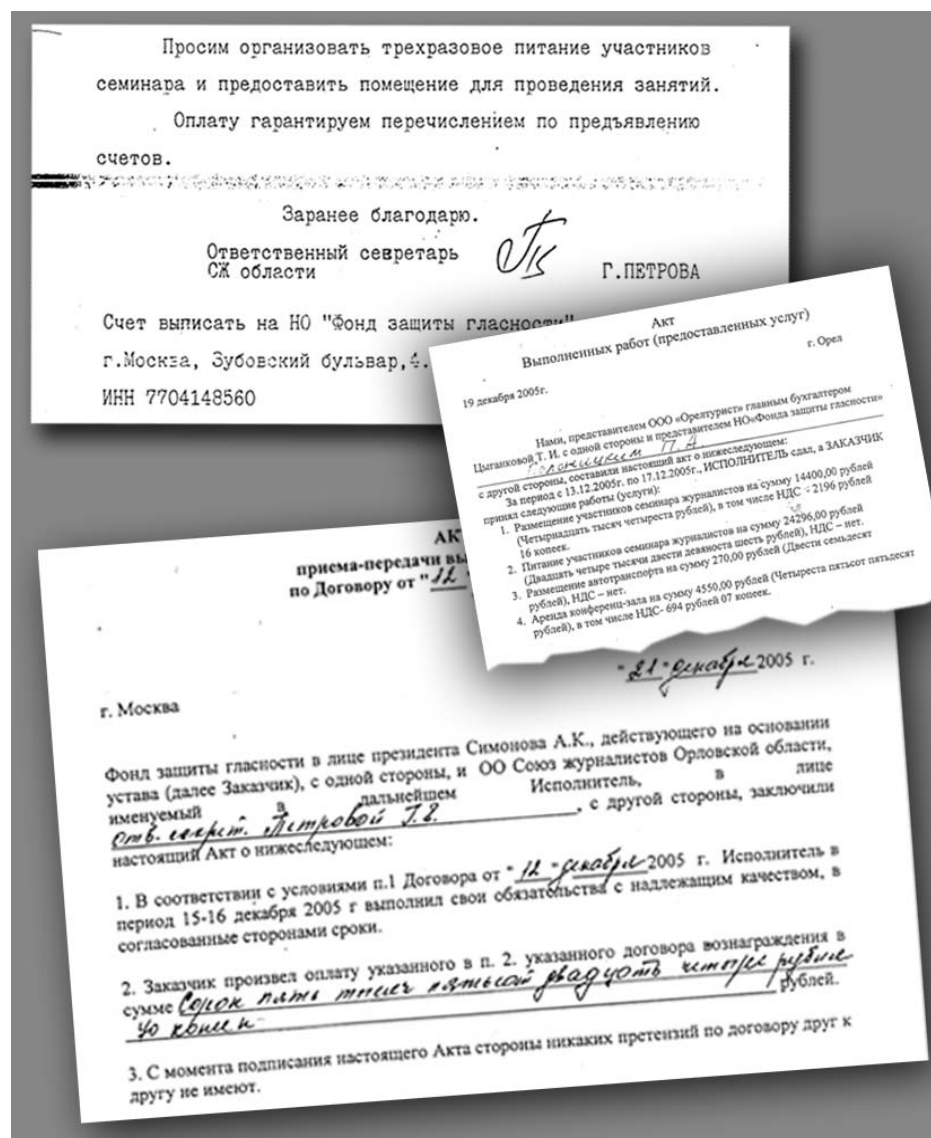 Просим организовать трехразовое питание участников
семинара и предоставить помещение для проведения занятий.
Оплату гарантируем перечислением по предъявлению
счетов.
Заранее благодарю.
Ответственный секретарь
СЖ области
Г.ПЕТРОВА
Счет выписать на НО "Фонд защиты гласности"
г.Москва, Зубовский бульвар,4.
ИНН 7704148560
Акт
Выполненных работ (предоставленных услуг)
г. Орел
19 декабря 2005г.
Нами, представителем ООО «Орелтурист» главным бухгалтером
Цыганковой Т. И. с одной стороны и представителем НО«Фонда защиты гласности»
П. А.
с другой стороны, составили настоящий акт о нижеследующем:
За период с 13.12.2005г. по 17.12.2005г., ИСПОЛНИТЕЛЬ сдал, а ЗАКАЗЧИК
принял следующие работы (услуги):
1. Размещение участников семинара журналистов на сумму 14400,00 рублей
(Четырнадцать тысяч четыреста рублей), в том числе НДС - 2196 рублей
16 копеек.
2. Питание участников семинара журналистов на сумму 24296,00 рублей
(Двадцать четыре тысячи двести девяноста шесть рублей), НДС – нет.
3. Размещение автотранспорта на сумму 270,00 рублей (Двести семьдесят
рублей), НДС – нет.
4. Аренда конференц-зала на сумму 4550,00 рублей (Четыреста пятсот пятьдесят
рублей), в том числе НДС- 694 рублей 07 копеек.
АК
приема-передачи вы
по Договору от "12
"21" декабря 2005 г.
г. Москва
Фонд защиты гласности в лице президента Симонова А.К., действующего на основании
устава (далее Заказчик), с одной стороны, и ОО Союз журналистов Орловской области,
именуемый в дальнейшем Исполнитель, в лице
Отв. секрет. Петровой Г.В., с другой стороны, заключили
настоящий Акт о нижеследующем:
1. В соответствии с условиями п.1 Договора от "12" декабря 2005 г. Исполнитель в
период 15-16 декабря 2005 г выполнил свои обязательства с надлежащим качеством, в
согласованные сторонами сроки.
2. Заказчик произвел оплату указанного в п. 2. указанного договора вознаграждения в
сумме Сорок пять тысяч пятьсот двадцать четыре рубля
40 копеек рублей.
3. С момента подписания настоящего Акта стороны никаких претензий по договору друг к
другу не имеют.